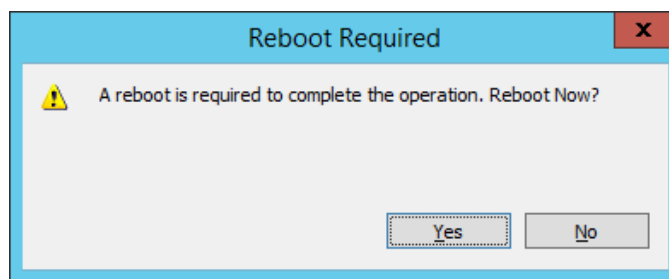 Reboot Required
x
A reboot is required to complete the operation. Reboot Now?
Yes
No